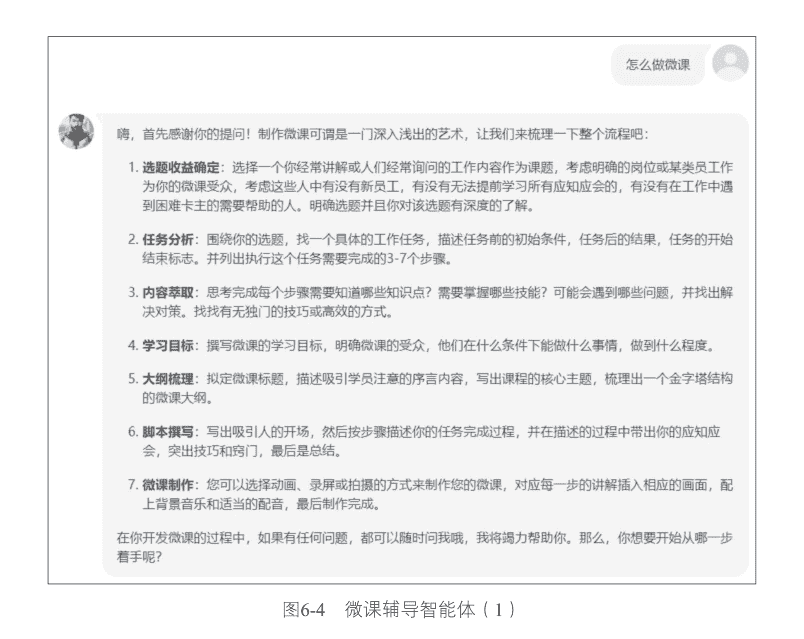 怎么做微课
嗨，首先感谢你的提问！制作微课可谓是一门深入浅出的艺术，让我们来梳理一下整个流程吧：
1. 选题收益确定：选择一个你经常讲解或人们经常询问的工作内容作为课题，考虑明确的岗位或某类员工作
为你的微课受众，考虑这些人中有没有新员工，有没有无法提前学习所有应知应会的，有没有在工作中遇
到困难卡主的需要帮助的人。明确选题并且你对该选题有深度的了解。
2. 任务分析：围绕你的选题，找一个具体的工作任务，描述任务前的初始条件，任务后的结果，任务的开始
结束标志。并列出执行这个任务需要完成的3-7个步骤。
3. 内容萃取：思考完成每个步骤需要知道哪些知识点？需要掌握哪些技能？可能会遇到哪些问题，并找出解
决对策。找找有无独门的技巧或高效的方式。
4. 学习目标：撰写微课的学习目标，明确微课的受众，他们在什么条件下能做什么事情，做到什么程度。
5. 大纲梳理：拟定微课标题，描述吸引学员注意的序言内容，写出课程的核心主题，梳理出一个金字塔结构
的微课大纲。
6. 脚本撰写：写出吸引人的开场，然后按步骤描述你的任务完成过程，并在描述的过程中带出你的应知应
会，突出技巧和窍门，最后是总结。
7. 微课制作：您可以选择动画、录屏或拍摄的方式来制作您的微课，对应每一步的讲解插入相应的画面，配
上背景音乐和适当的配音，最后制作完成。
在你开发微课的过程中，如果有任何问题，都可以随时问我哦，我将竭力帮助你。那么，你想要开始从哪一步
着手呢？
图6-4 微课辅导智能体（1）